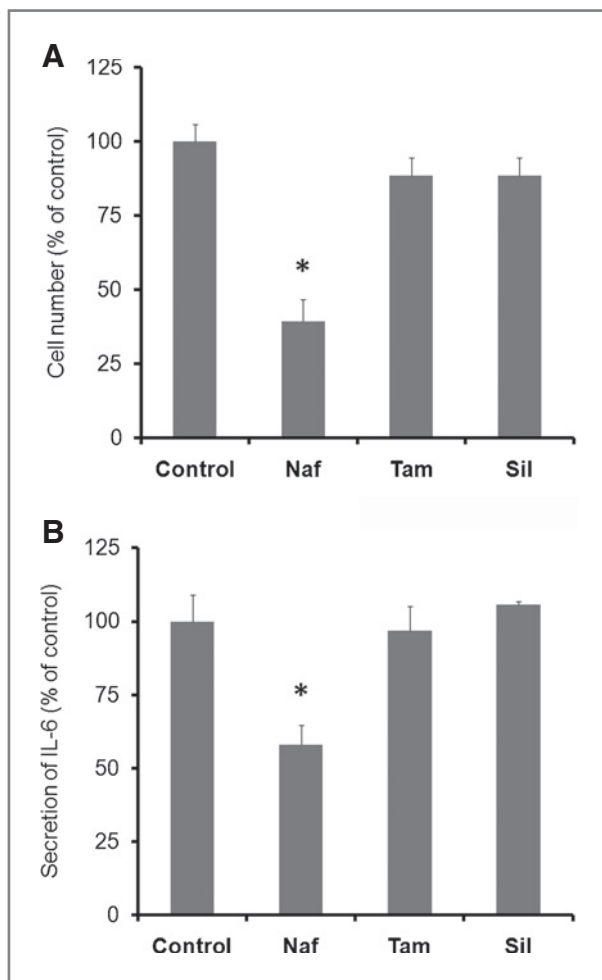 A
Cell number (% of control)
125
100
75
50
25
0
*
Control Naf Tam Sil
B
Secretion of IL-6 (% of control)
125
100
75
50
25
0
*
Control Naf Tam Sil